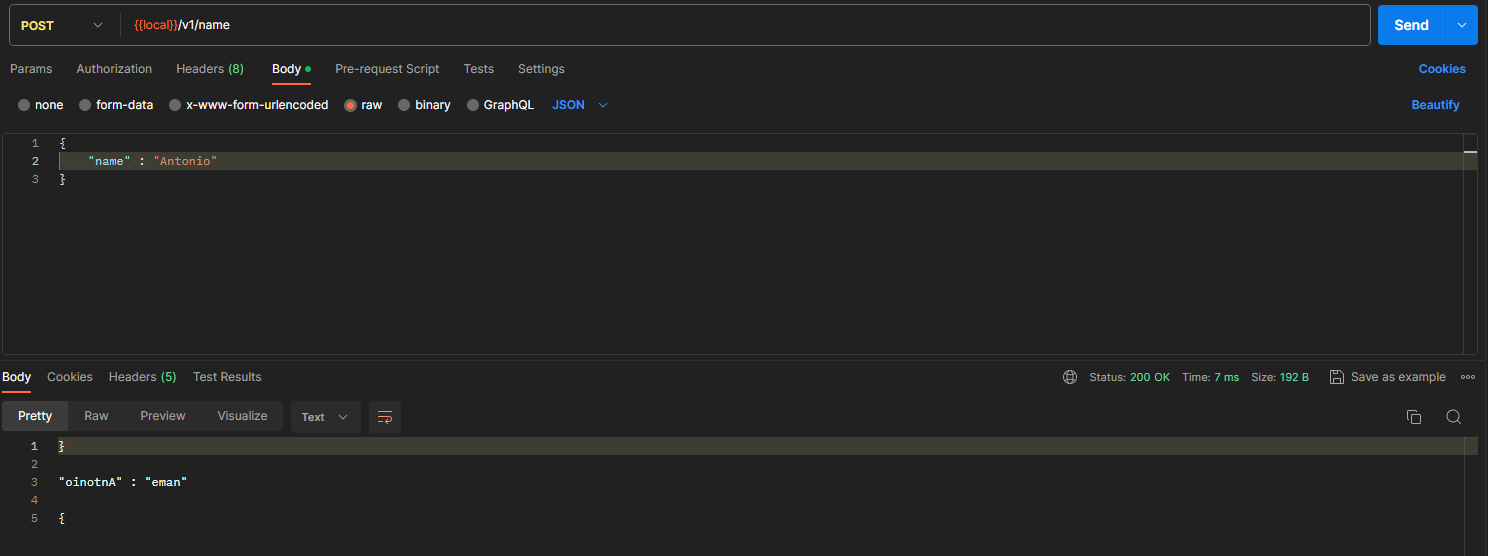 POST {{local}}/v1/name Send
Params Authorization Headers (8) Body Pre-request Script Tests Settings Cookies
none form-data x-www-form-urlencoded raw binary GraphQL JSON Beautify
1 {
2 "name" : "Antonio"
3 }
Body Cookies Headers (5) Test Results Status: 200 OK Time: 7 ms Size: 192 B Save as example
Pretty Raw Preview Visualize Text
1 }
2
3 "oinotnA" : "eman"
4
5 {